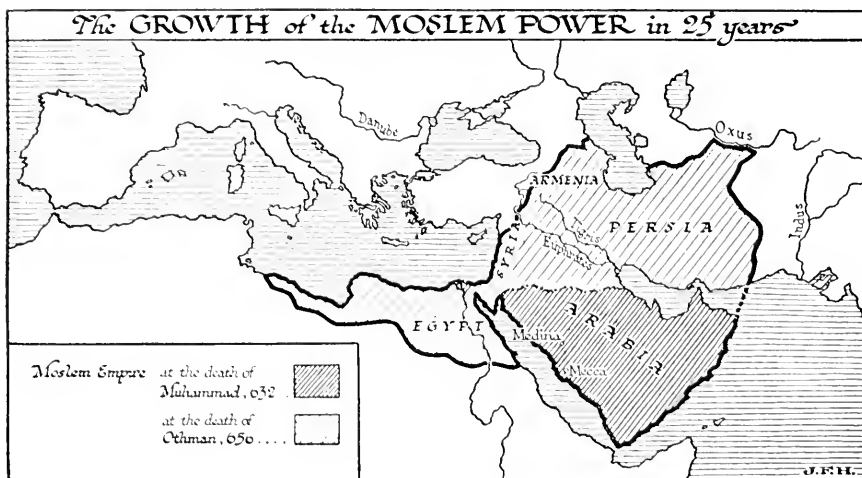 The GROWTH of the MOSLEM POWER in 25 years
Danube
Oxus
ARMENIA
PERSIA
Tigris
Euphrates
SYRIA
Indus
EGYPT
ARABIA
Medina
Mecca
Moslem Empire at the death of
Muhammad, 632 .
at the death of
Othman, 656 ....
J.F.H.